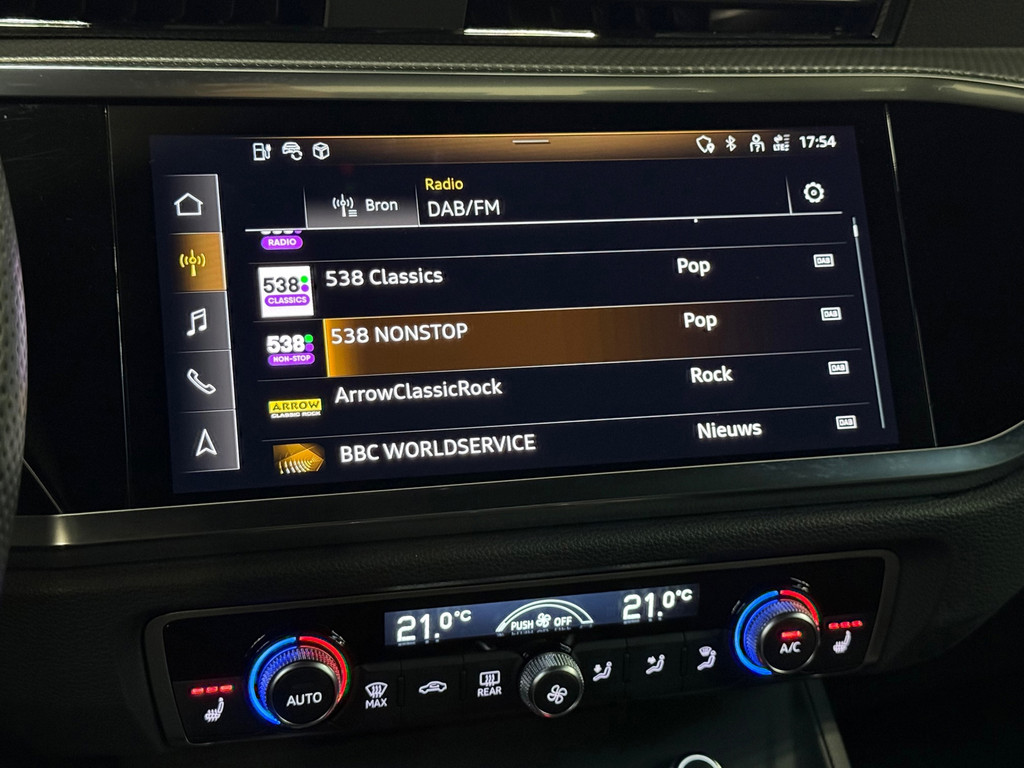 17:54
LTE
Radio
Bron
DAB/FM
RADIO
538 CLASSICS
538 Classics
Pop
DAB
538 NON-STOP
538 NONSTOP
Pop
DAB
ARROW
CLASSIC ROCK
ArrowClassicRock
Rock
DAB
BBC WORLDSERVICE
Nieuws
DAB
21.0°C
PUSH OFF
21.0°C
AUTO
MAX
REAR
A/C